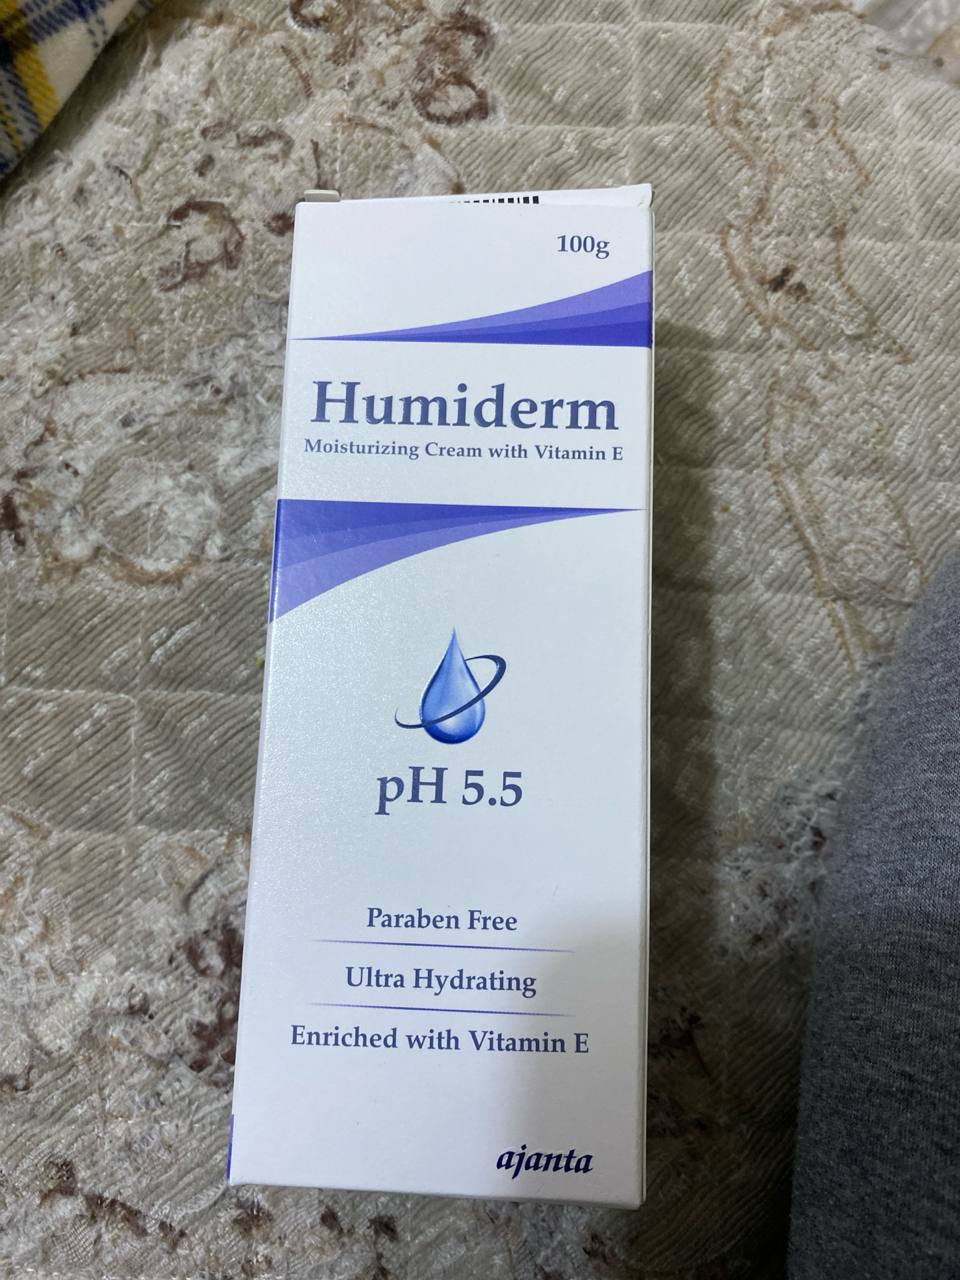 100g
Humiderm
Moisturizing Cream with Vitamin E
pH 5.5
Paraben Free
Ultra Hydrating
Enriched with Vitamin E
ajanta